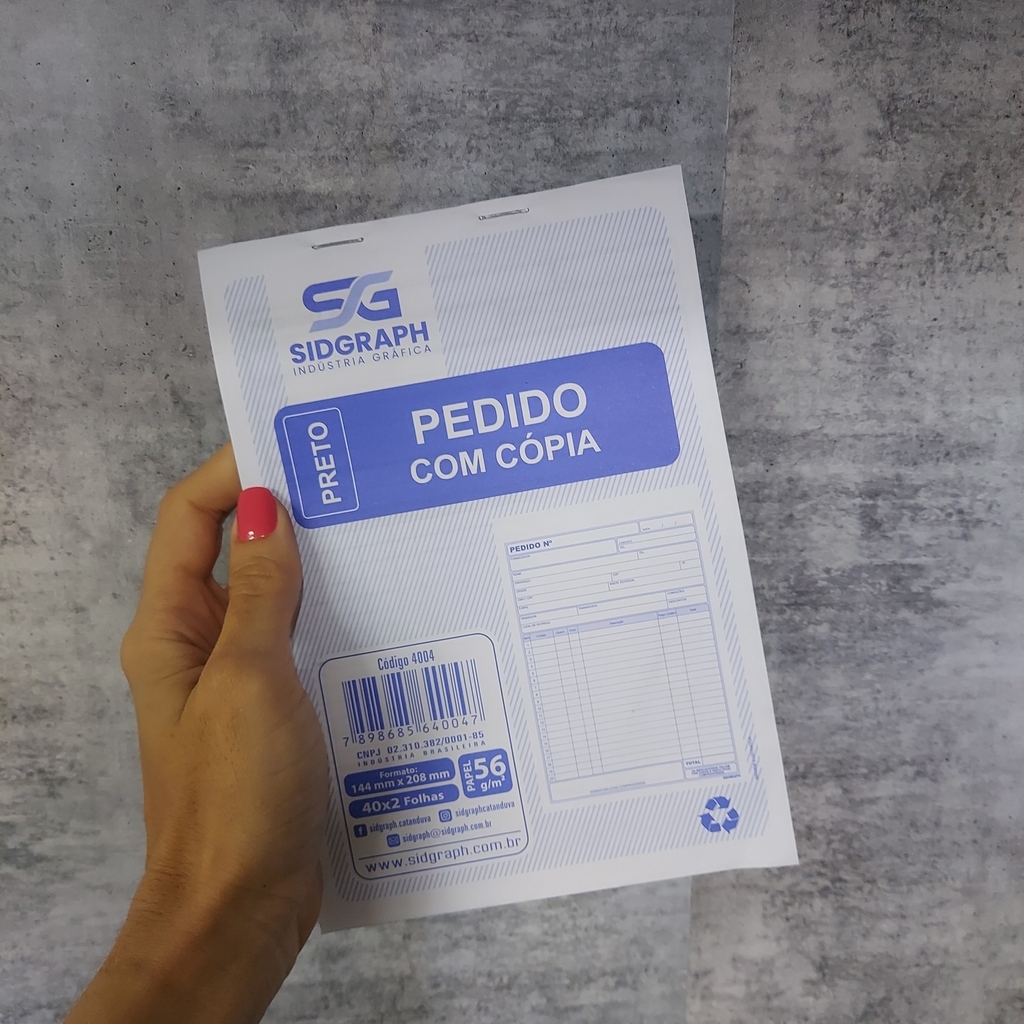 SG
SIDGRAPH
INDÚSTRIA GRÁFICA
PRETO
PEDIDO
COM CÓPIA
PEDIDO Nº
TOTAL
Código 4004
7 898685 640047
CNPJ 02.310.382/0001-85
INDÚSTRIA BRASILEIRA
Formato:
144 mm x 208 mm
40x2 Folhas
PAPEL
56
g/m²
sidgraph.catanduva
sidgraphcatanduva
sidgraph@sidgraph.com.br
www.sidgraph.com.br